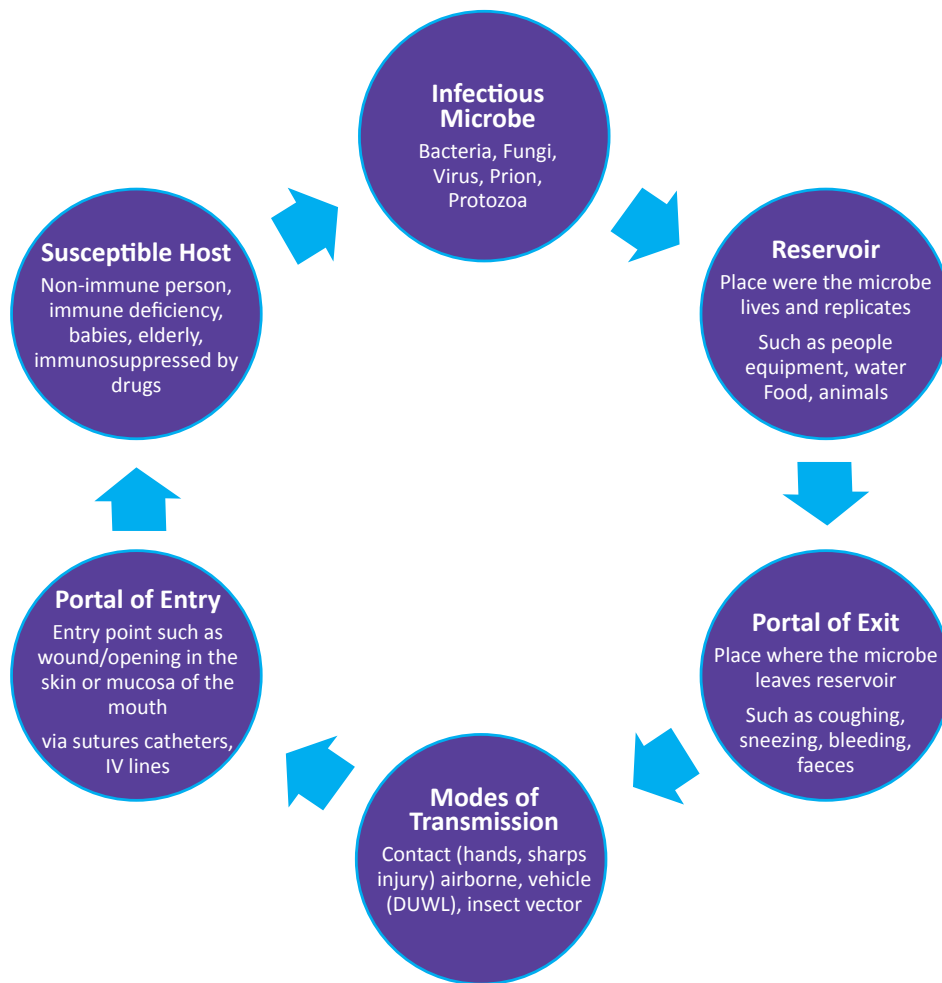 Infectious
Microbe
Bacteria, Fungi,
Virus, Prion,
Protozoa
Reservoir
Place were the microbe
lives and replicates
Such as people
equipment, water
Food, animals
Portal of Exit
Place where the microbe
leaves reservoir
Such as coughing,
sneezing, bleeding,
faeces
Modes of
Transmission
Contact (hands, sharps
injury) airborne, vehicle
(DUWL), insect vector
Portal of Entry
Entry point such as
wound/opening in the
skin or mucosa of the
mouth
via sutures catheters,
IV lines
Susceptible Host
Non-immune person,
immune deficiency,
babies, elderly,
immunosuppressed by
drugs